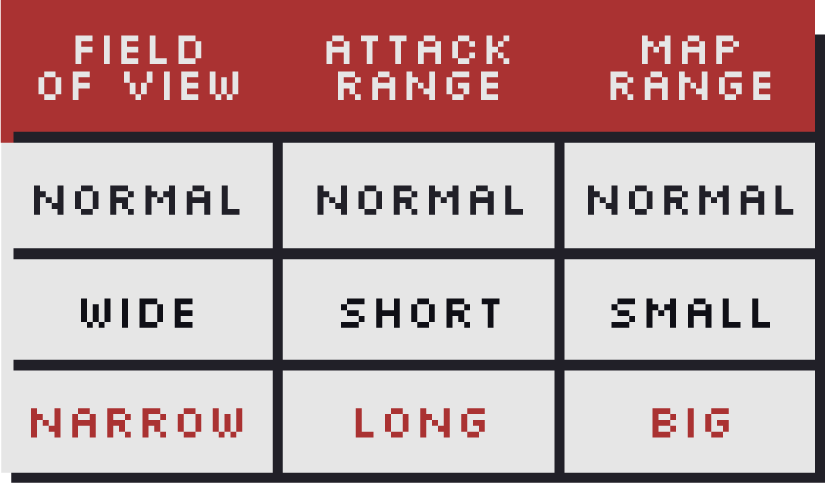 FIELD OF VIEW ATTACK RANGE MAP RANGE
NORMAL NORMAL NORMAL
WIDE SHORT SMALL
NARROW LONG BIG